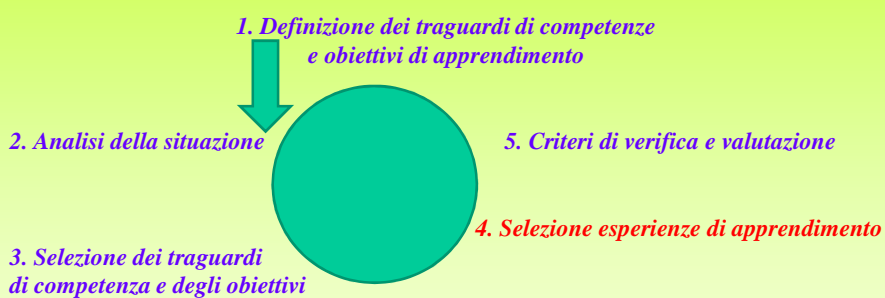 1. Definizione dei traguardi di competenze
e obiettivi di apprendimento
2. Analisi della situazione
5. Criteri di verifica e valutazione
4. Selezione esperienze di apprendimento
3. Selezione dei traguardi
di competenza e degli obiettivi